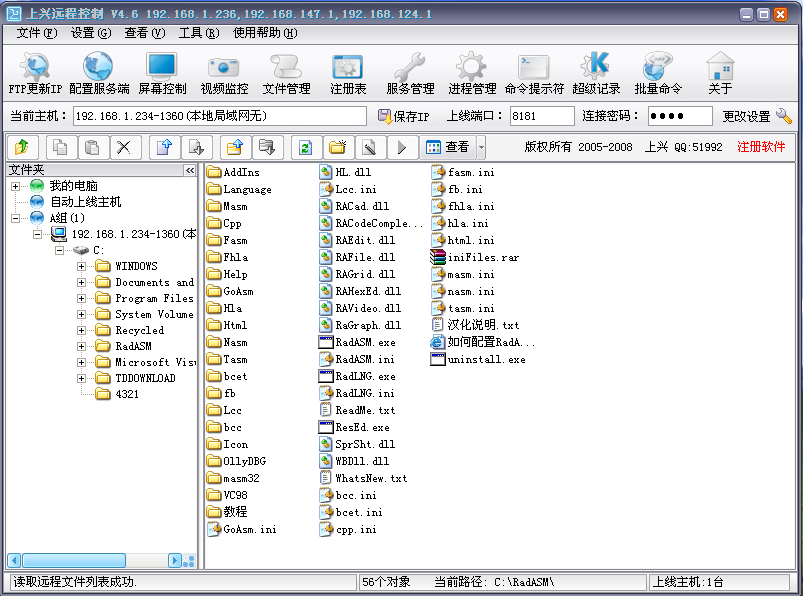 上兴远程控制 V4.6 192.168.1.236,192.168.147.1,192.168.124.1
文件(F) 设置(G) 查看(V) 工具(R) 使用帮助(H)
FTP更新IP 配置服务端 屏幕控制 视频监控 文件管理 注册表 服务管理 进程管理 命令提示符 超级记录 批量命令 关于
当前主机: 192.168.1.234-1360(本地局域网无) 保存IP 上线端口: 8181 连接密码: ●●●● 更改设置
查看 版权所有 2005-2008 上兴 QQ:51992 注册软件
文件夹
我的电脑
自动上线主机
A组(1)
192.168.1.234-1360(本
C:
WINDOWS
Documents and
Program Files
System Volume
Recycled
RadASM
Microsoft Visu
TDDOWNLOAD
4321
AddIns
Language
Masm
Cpp
Fasm
Fhla
Help
GoAsm
Hla
Html
Nasm
Tasm
bcet
fb
Lcc
bcc
Icon
OllyDBG
masm32
VC98
教程
GoAsm.ini
HL.dll
Lcc.ini
RACad.dll
RACodeComple...
RAEdit.dll
RAFile.dll
RAGrid.dll
RAHexEd.dll
RAVideo.dll
RaGraph.dll
RadASM.exe
RadASM.ini
RadLNG.exe
RadLNG.ini
ReadMe.txt
ResEd.exe
SprSht.dll
WBDll.dll
WhatsNew.txt
bcc.ini
bcet.ini
cpp.ini
fasm.ini
fb.ini
fhla.ini
hla.ini
html.ini
iniFiles.rar
masm.ini
nasm.ini
tasm.ini
汉化说明.txt
如何配置RadA...
uninstall.exe
读取远程文件列表成功. 56个对象 当前路径: C:\RadASM\ 上线主机:1台